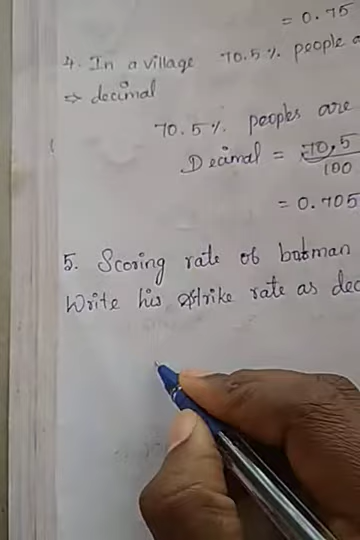 = 0.75
4. In a village 70.5% people
⇒ decimal
70.5% peoples are
Decimal = 70.5
100
= 0.705
5. Scoring rate of batman
Write his strike rate as dec